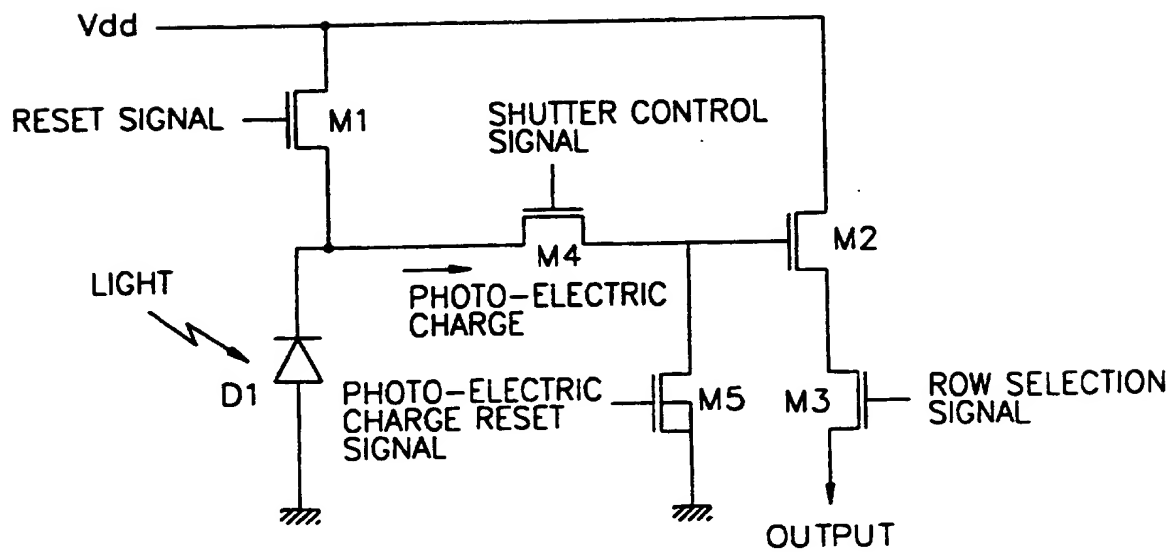 Vdd
RESET SIGNAL
M1
SHUTTER CONTROL
SIGNAL
M4
M2
LIGHT
PHOTO-ELECTRIC
CHARGE
D1
PHOTO-ELECTRIC
CHARGE RESET
SIGNAL
M5
M3
ROW SELECTION
SIGNAL
OUTPUT